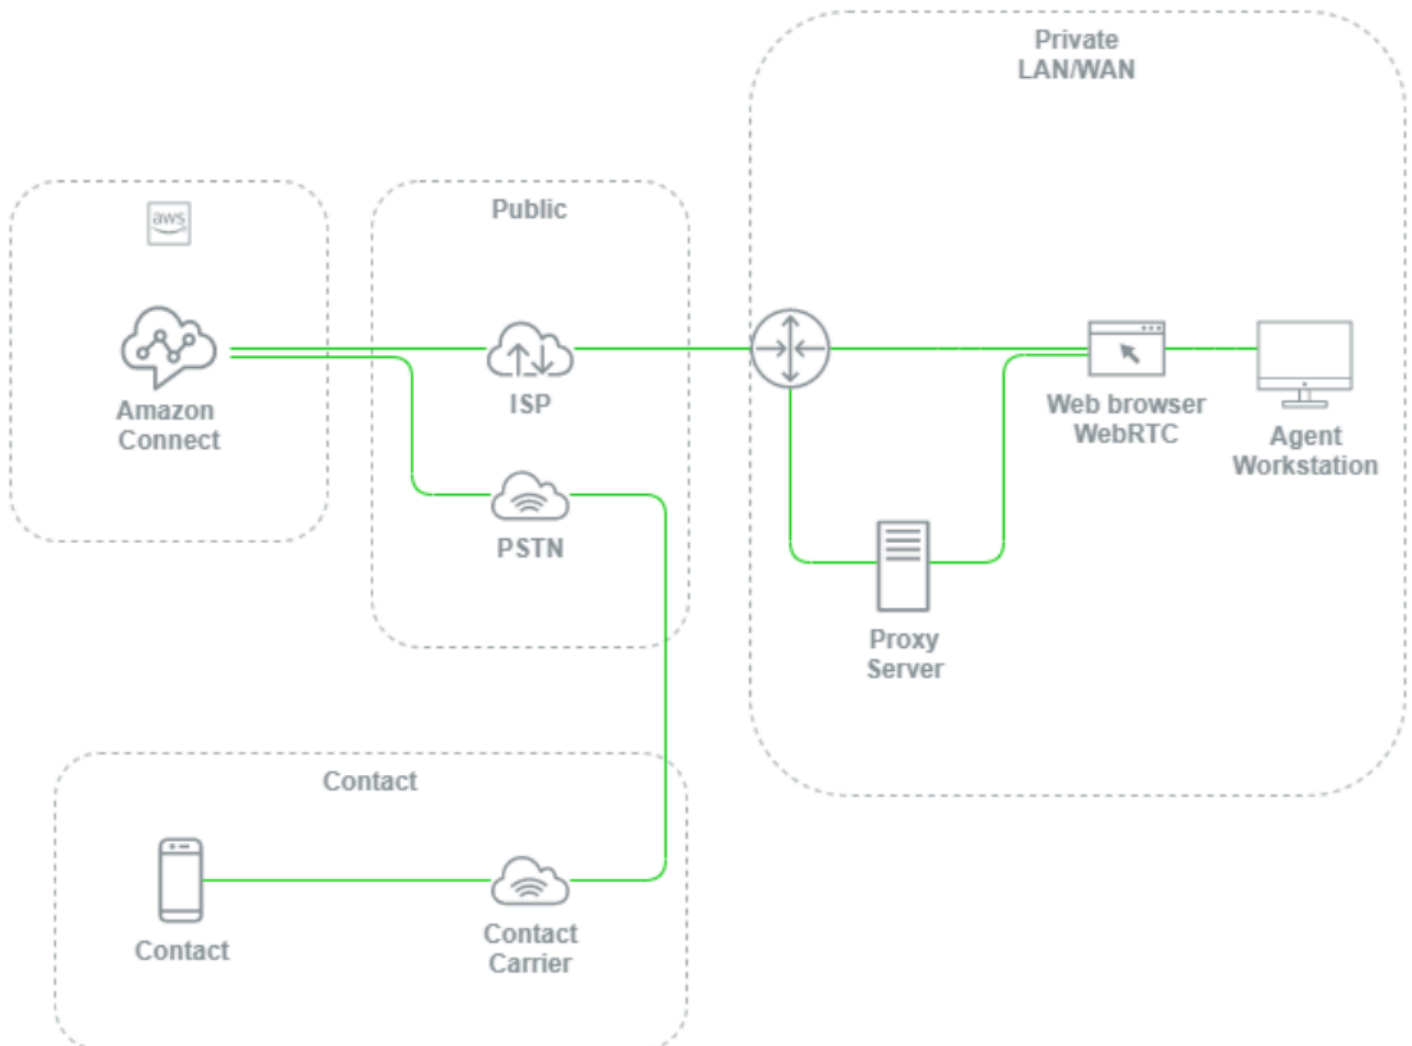 Private
LAN/WAN
aws
Public
Amazon
Connect
ISP
PSTN
Web browser
WebRTC
Agent
Workstation
Proxy
Server
Contact
Contact
Contact
Carrier